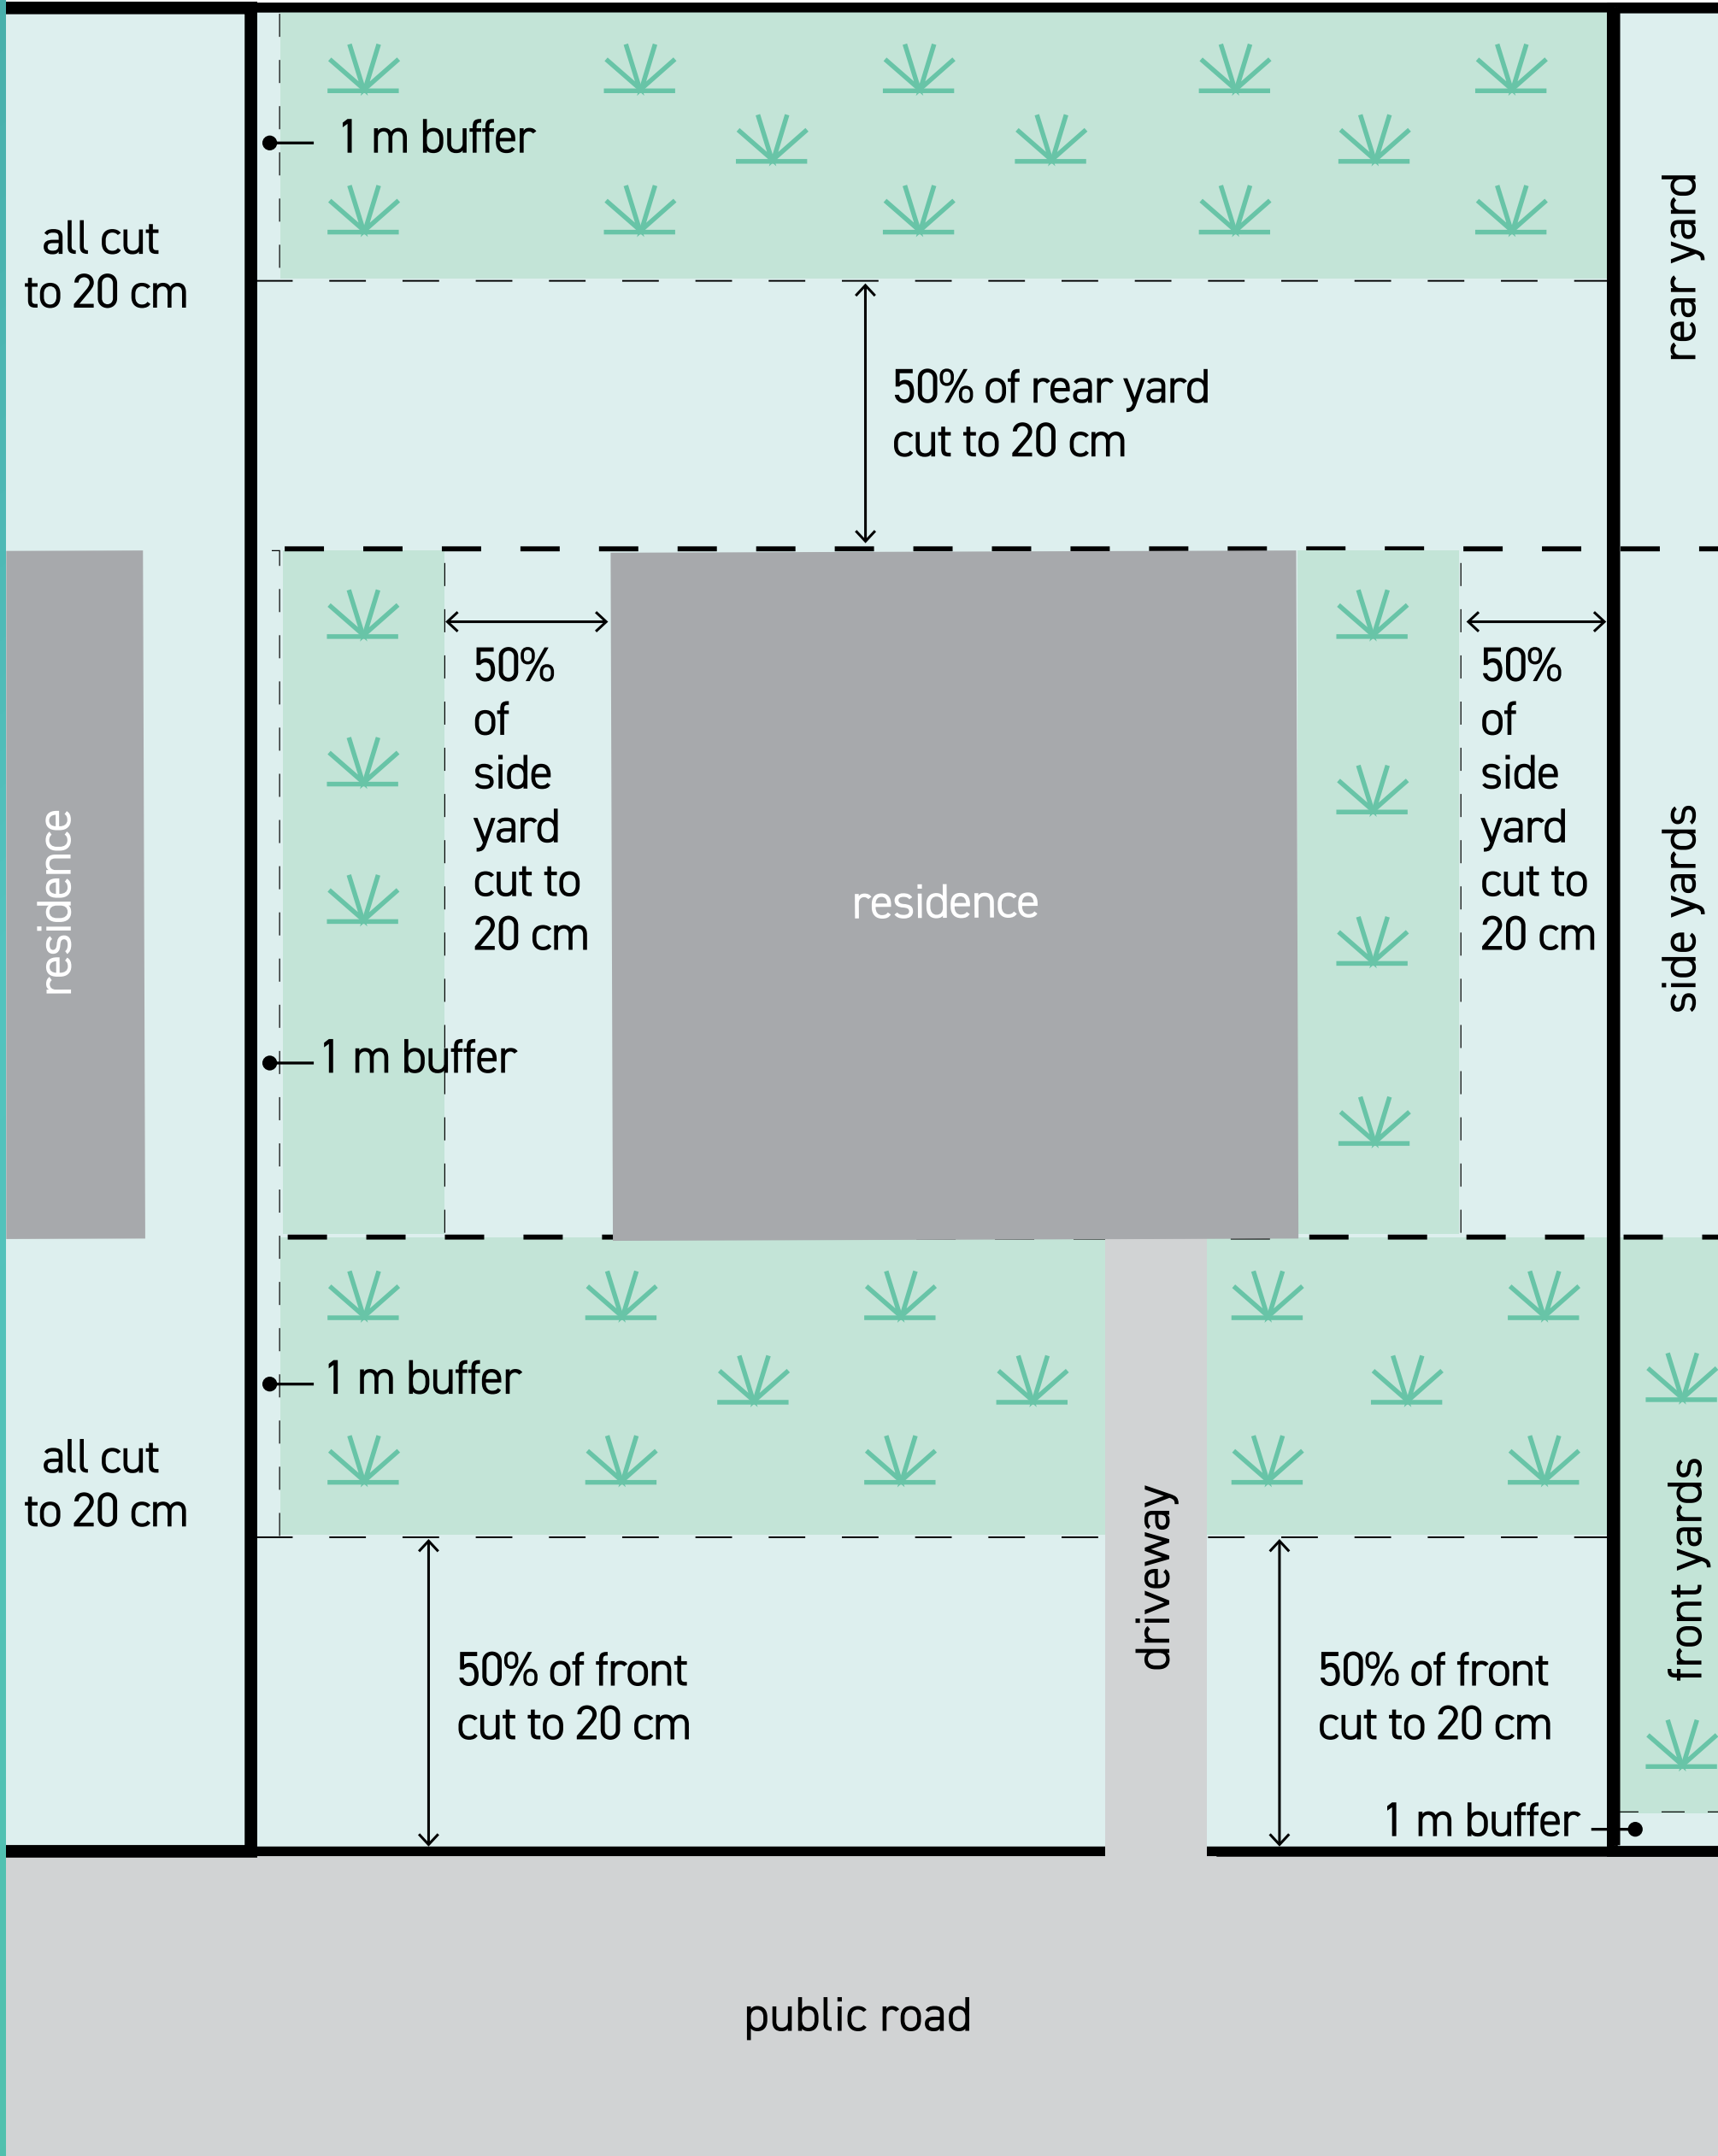 1 m buffer
all cut
to 20 cm
rear yard
50% of rear yard
cut to 20 cm
50%
of
side
yard
cut to
20 cm
50%
of
side
yard
cut to
20 cm
residence
residence
side yards
1 m buffer
1 m buffer
all cut
to 20 cm
driveway
front yards
50% of front
cut to 20 cm
50% of front
cut to 20 cm
1 m buffer
public road